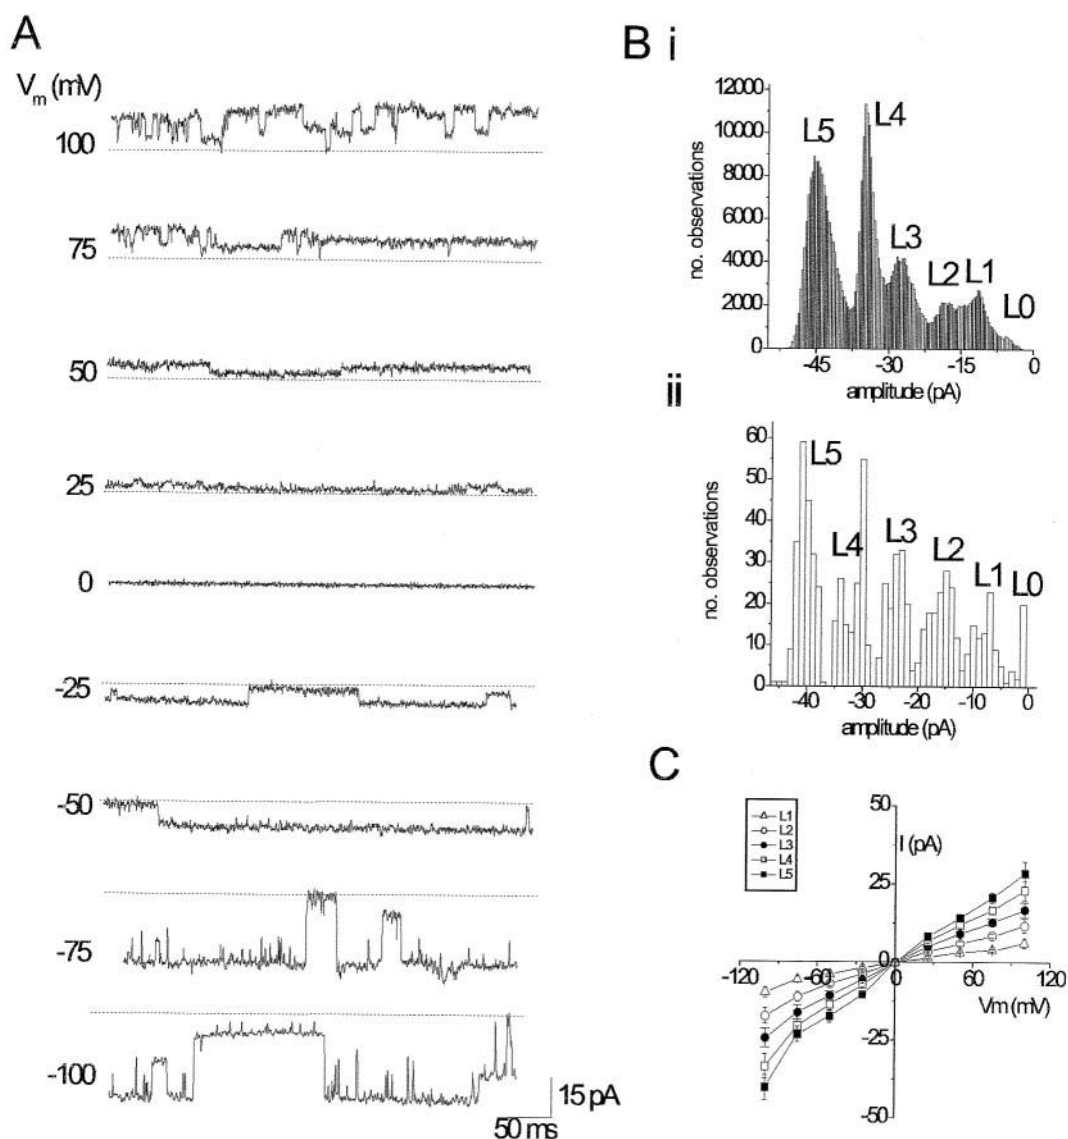 A
V_m (mV)
100
75
50
25
0
-25
-50
-75
-100
15 pA
50 ms
B i
12000
10000
8000
6000
4000
2000
0
no. observations
L5
L4
L3
L2
L1
L0
-45
-30
-15
0
amplitude (pA)
ii
60
50
40
30
20
10
0
no. observations
L5
L4
L3
L2
L1
L0
-40
-30
-20
-10
0
amplitude (pA)
C
L1
L2
L3
L4
L5
50
I (pA)
25
0
-25
-50
-120
-60
0
60
120
Vm (mV)